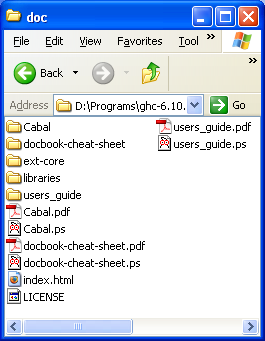 doc
File Edit View Favorites Tool »
Back
Address D:\Programs\ghc-6.10. Go
Cabal
docbook-cheat-sheet
ext-core
libraries
users_guide
Cabal.pdf
Cabal.ps
docbook-cheat-sheet.pdf
docbook-cheat-sheet.ps
index.html
LICENSE
users_guide.pdf
users_guide.ps